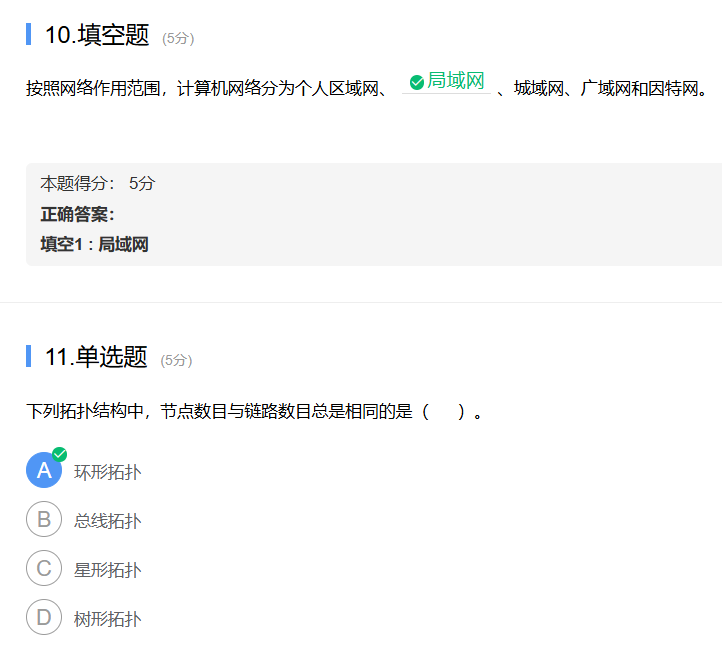 10.填空题 (5分)
按照网络作用范围，计算机网络分为个人区域网、 局域网 、城域网、广域网和因特网。
本题得分： 5分
正确答案：
填空1：局域网
11.单选题 (5分)
下列拓扑结构中，节点数目与链路数目总是相同的是（ ）。
A 环形拓扑
B 总线拓扑
C 星形拓扑
D 树形拓扑